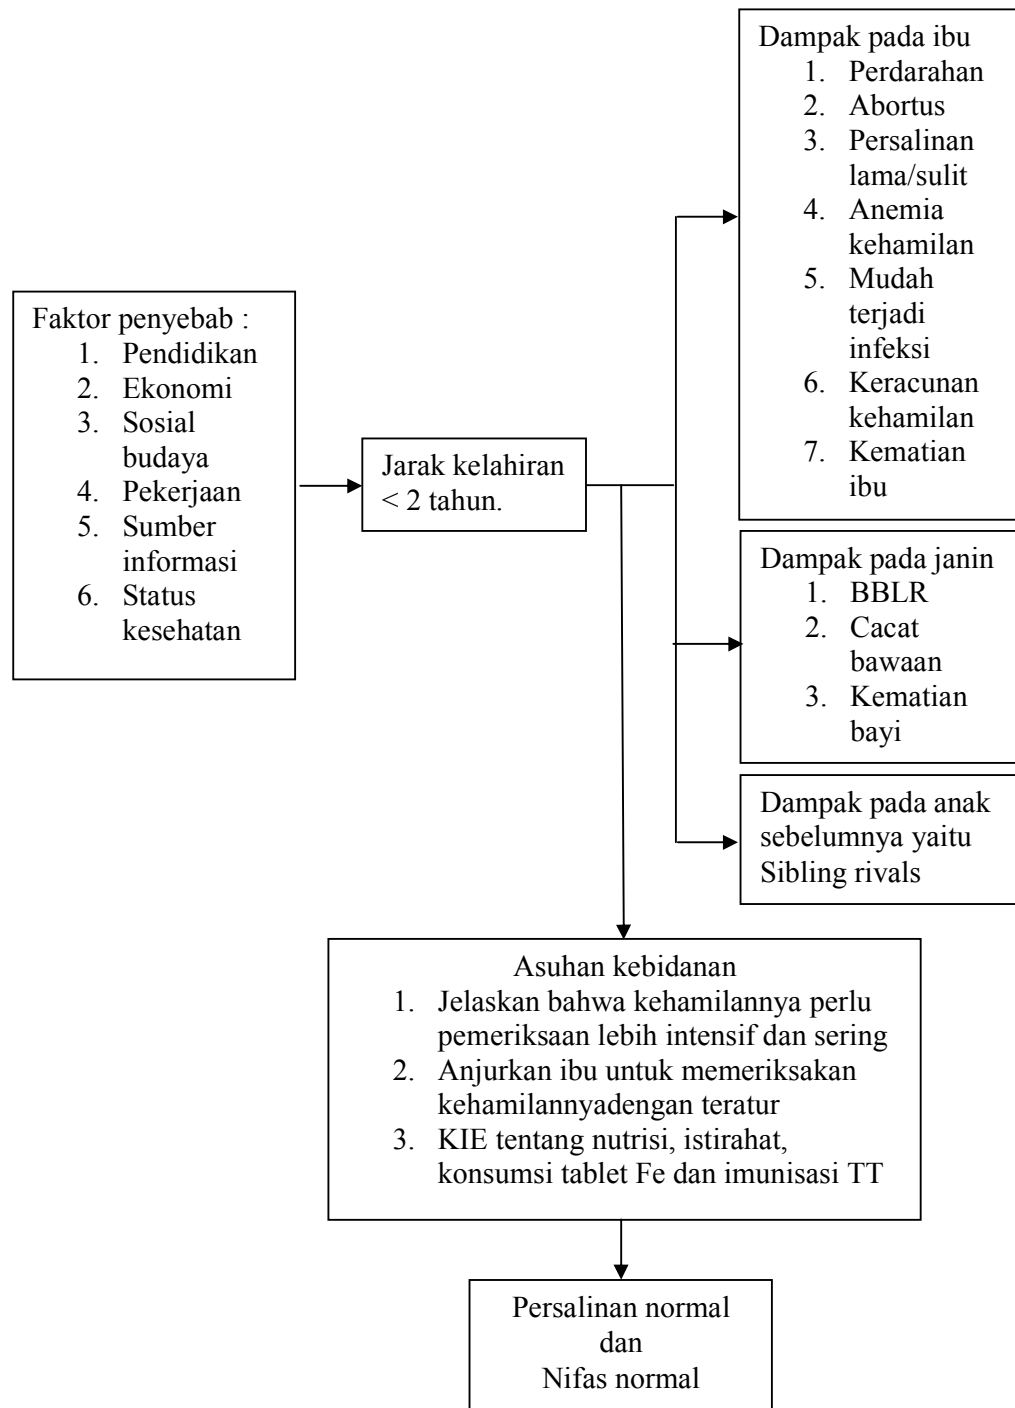 Dampak pada ibu
1. Perdarahan
2. Abortus
3. Persalinan
lama/sulit
4. Anemia
kehamilan
5. Mudah
terjadi
infeksi
6. Keracunan
kehamilan
7. Kematian
ibu
Faktor penyebab :
1. Pendidikan
2. Ekonomi
3. Sosial
budaya
4. Pekerjaan
5. Sumber
informasi
6. Status
kesehatan
Jarak kelahiran
< 2 tahun.
Dampak pada janin
1. BBLR
2. Cacat
bawaan
3. Kematian
bayi
Dampak pada anak
sebelumnya yaitu
Sibling rivals
Asuhan kebidanan
1. Jelaskan bahwa kehamilannya perlu
pemeriksaan lebih intensif dan sering
2. Anjurkan ibu untuk memeriksakan
kehamilannyadengan teratur
3. KIE tentang nutrisi, istirahat,
konsumsi tablet Fe dan imunisasi TT
Persalinan normal
dan
Nifas normal